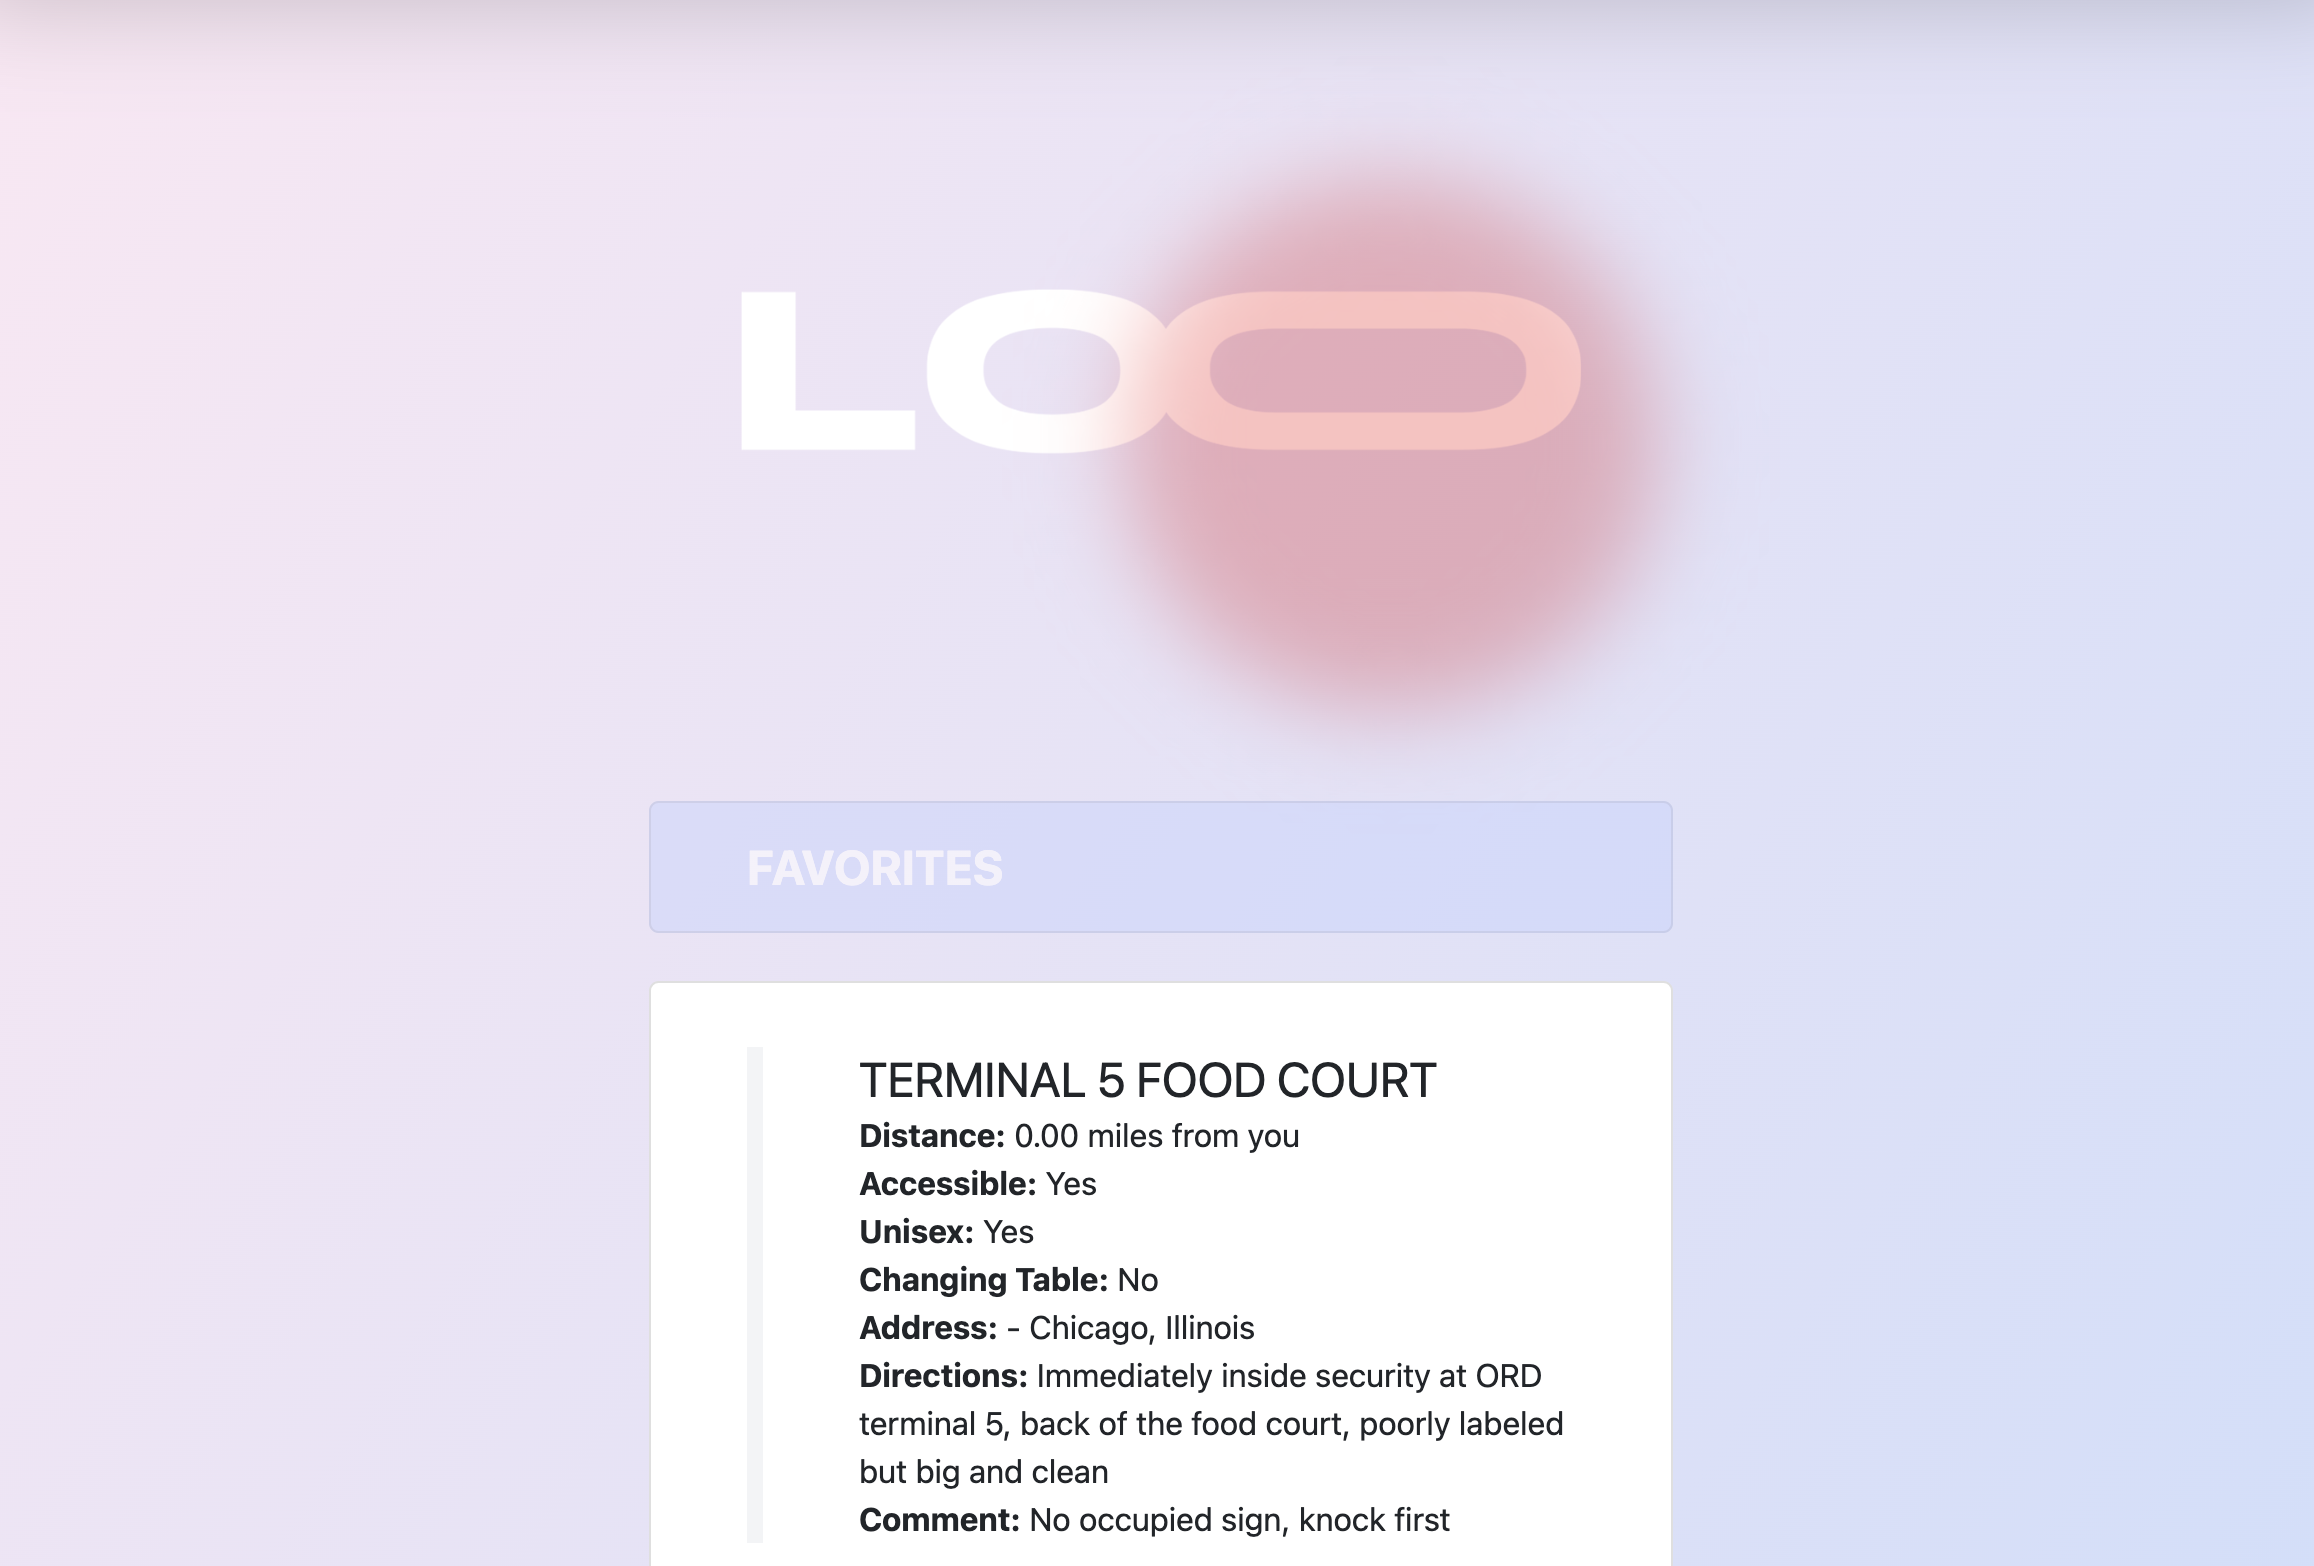 LOO
FAVORITES
TERMINAL 5 FOOD COURT
Distance: 0.00 miles from you
Accessible: Yes
Unisex: Yes
Changing Table: No
Address: - Chicago, Illinois
Directions: Immediately inside security at ORD
terminal 5, back of the food court, poorly labeled
but big and clean
Comment: No occupied sign, knock first